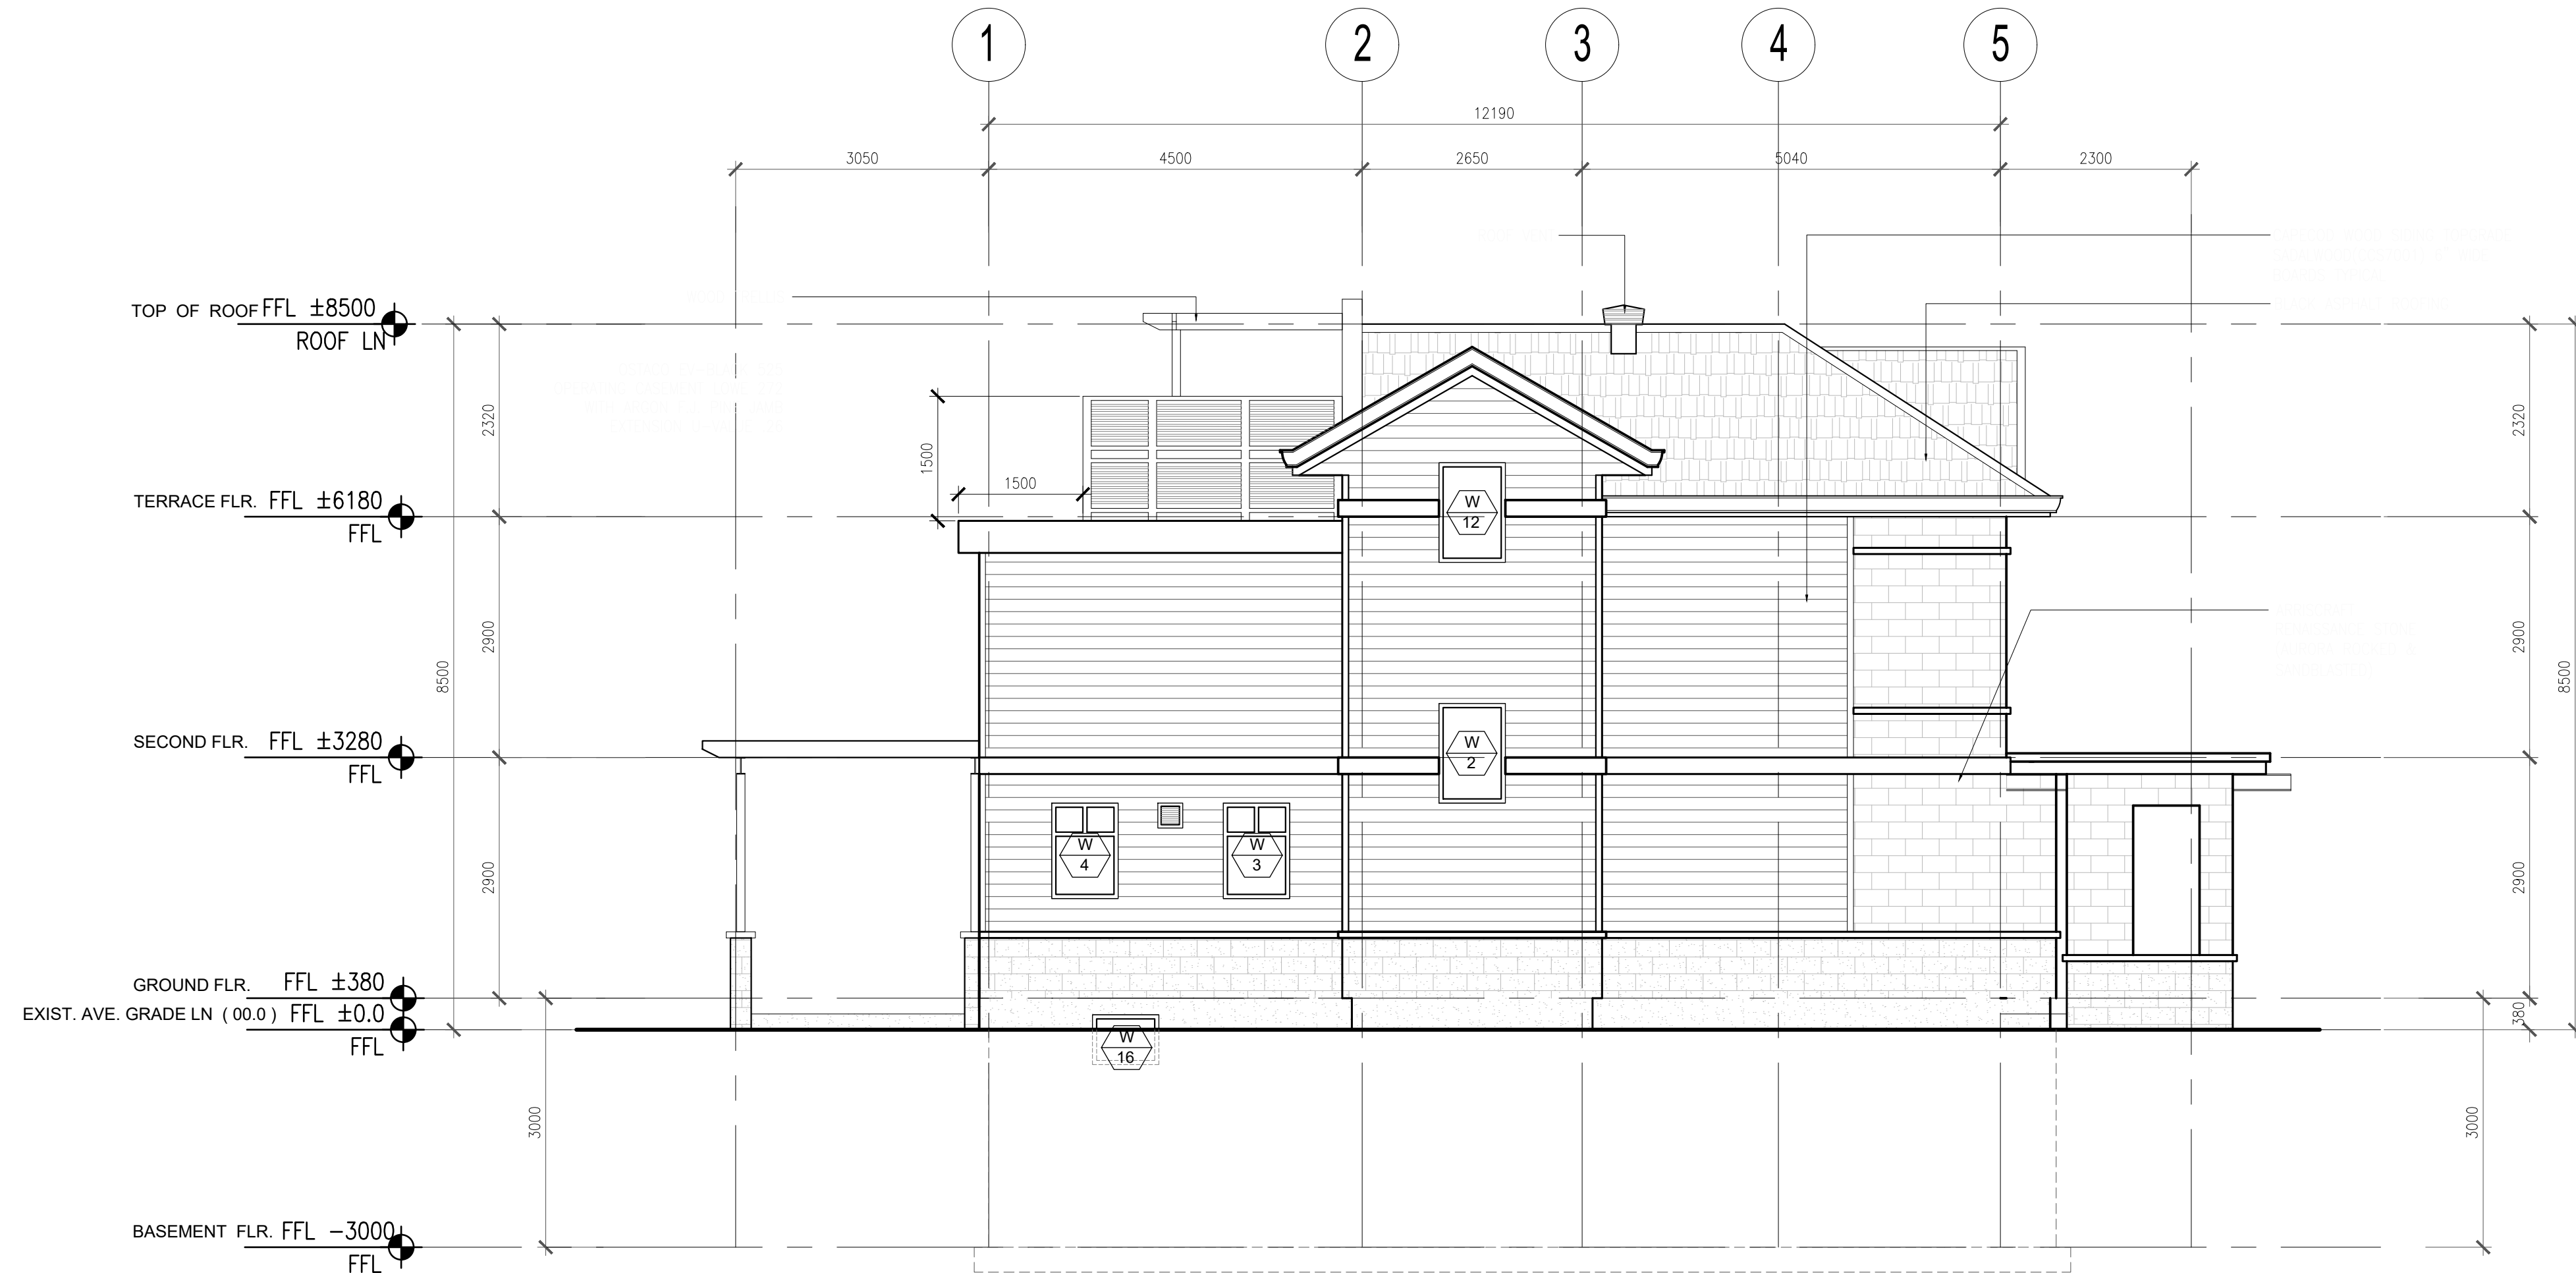 1 2 3 4 5
12190
3050 4500 2650 5040 2300
TOP OF ROOF FFL ±8500
ROOF LN
2320 2320
1500
1500
W
12
TERRACE FLR. FFL ±6180
FFL
2900 2900
8500 8500
W
2
SECOND FLR. FFL ±3280
FFL
W W
4 3
2900 2900
GROUND FLR. FFL ±380
EXIST. AVE. GRADE LN ( 00.0 ) FFL ±0.0
FFL
380
W
16
3000 3000
BASEMENT FLR. FFL −3000
FFL